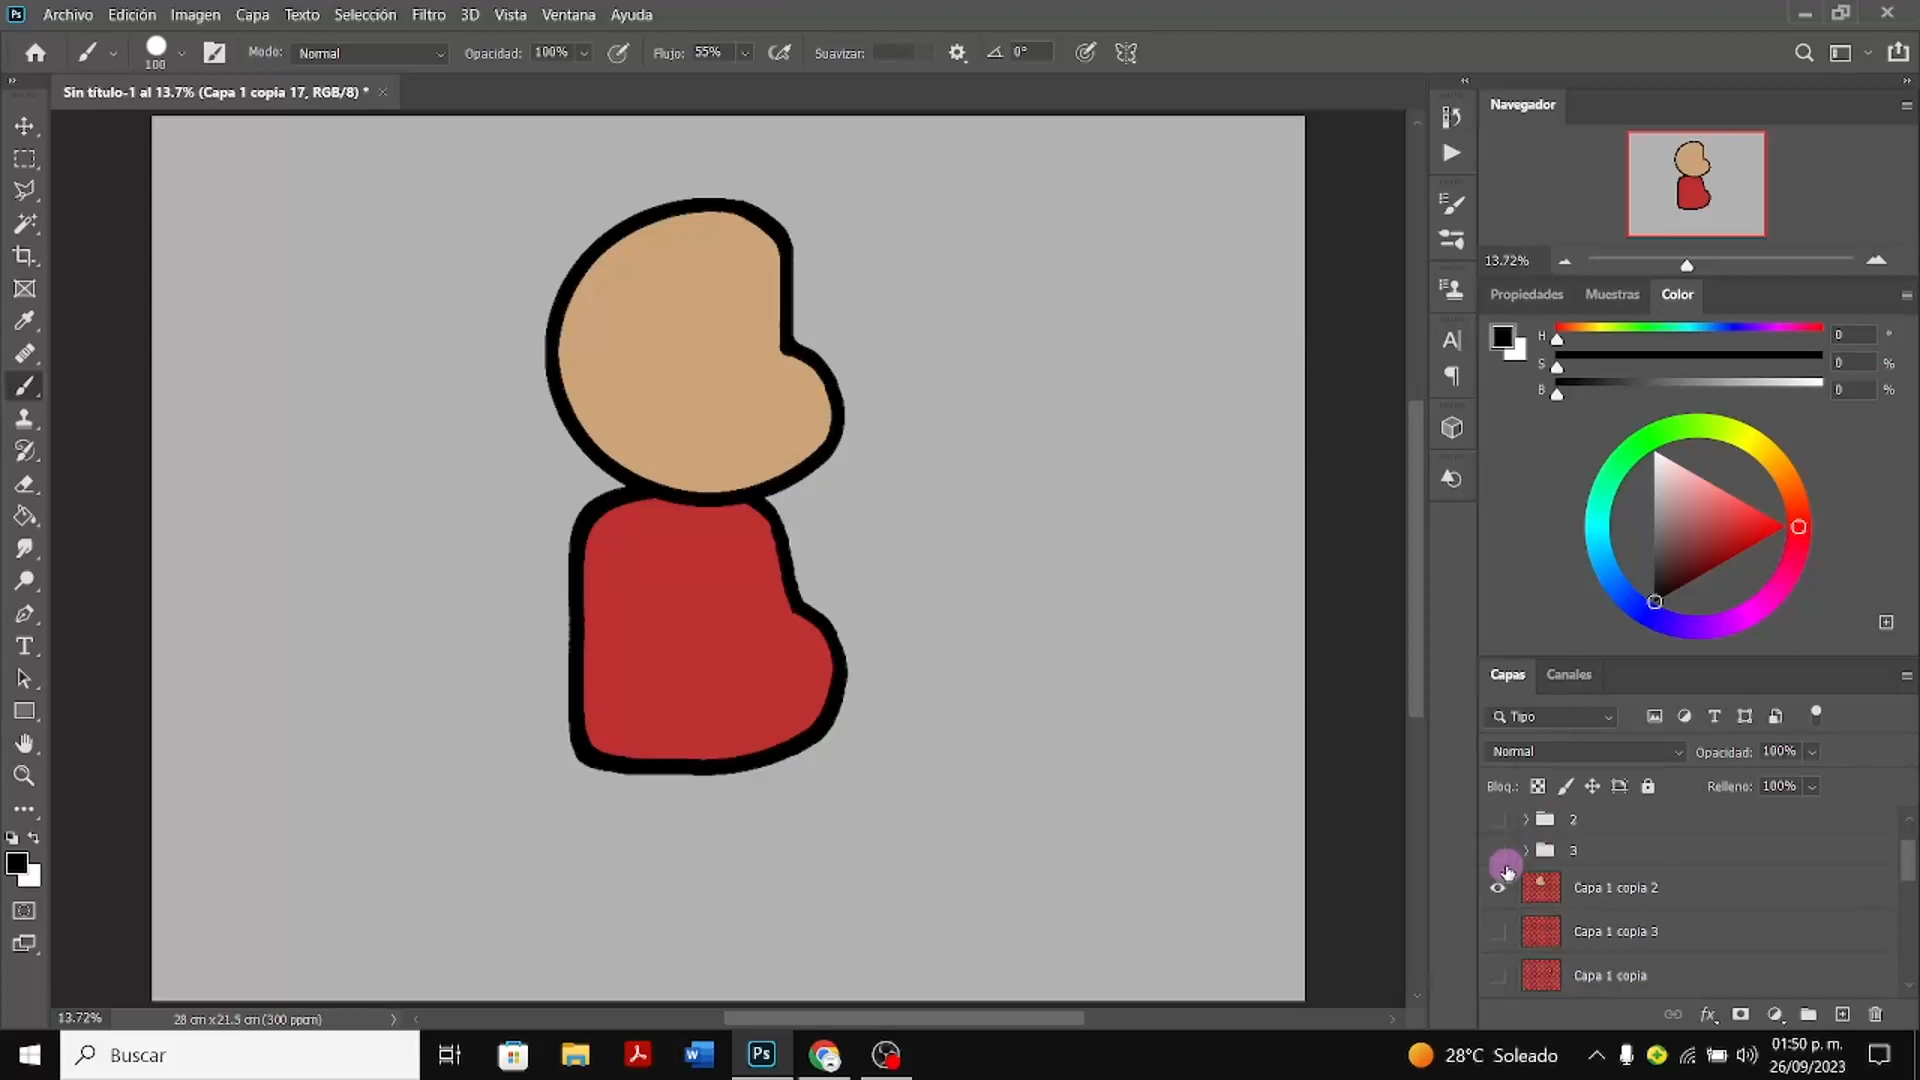 Ps Archivo Edición Imagen Capa Texto Selección Filtro 3D Vista Ventana Ayuda
100 Modo: Normal Opacidad: 100% Flujo: 55% Suavizar: 0°
Sin título-1 al 13.7% (Capa 1 copia 17, RGB/8) *
Navegador
13.72%
Propiedades Muestras Color
H 0 °
S 0 %
B 0 %
Capas Canales
Tipo
Normal Opacidad: 100%
Bloq.: Relleno: 100%
2
3
Capa 1 copia 2
Capa 1 copia 3
Capa 1 copia
13.72% 28 cm x 21.5 cm (300 ppcm)
Buscar
Ps
28°C Soleado
01:50 p. m.
26/09/2023